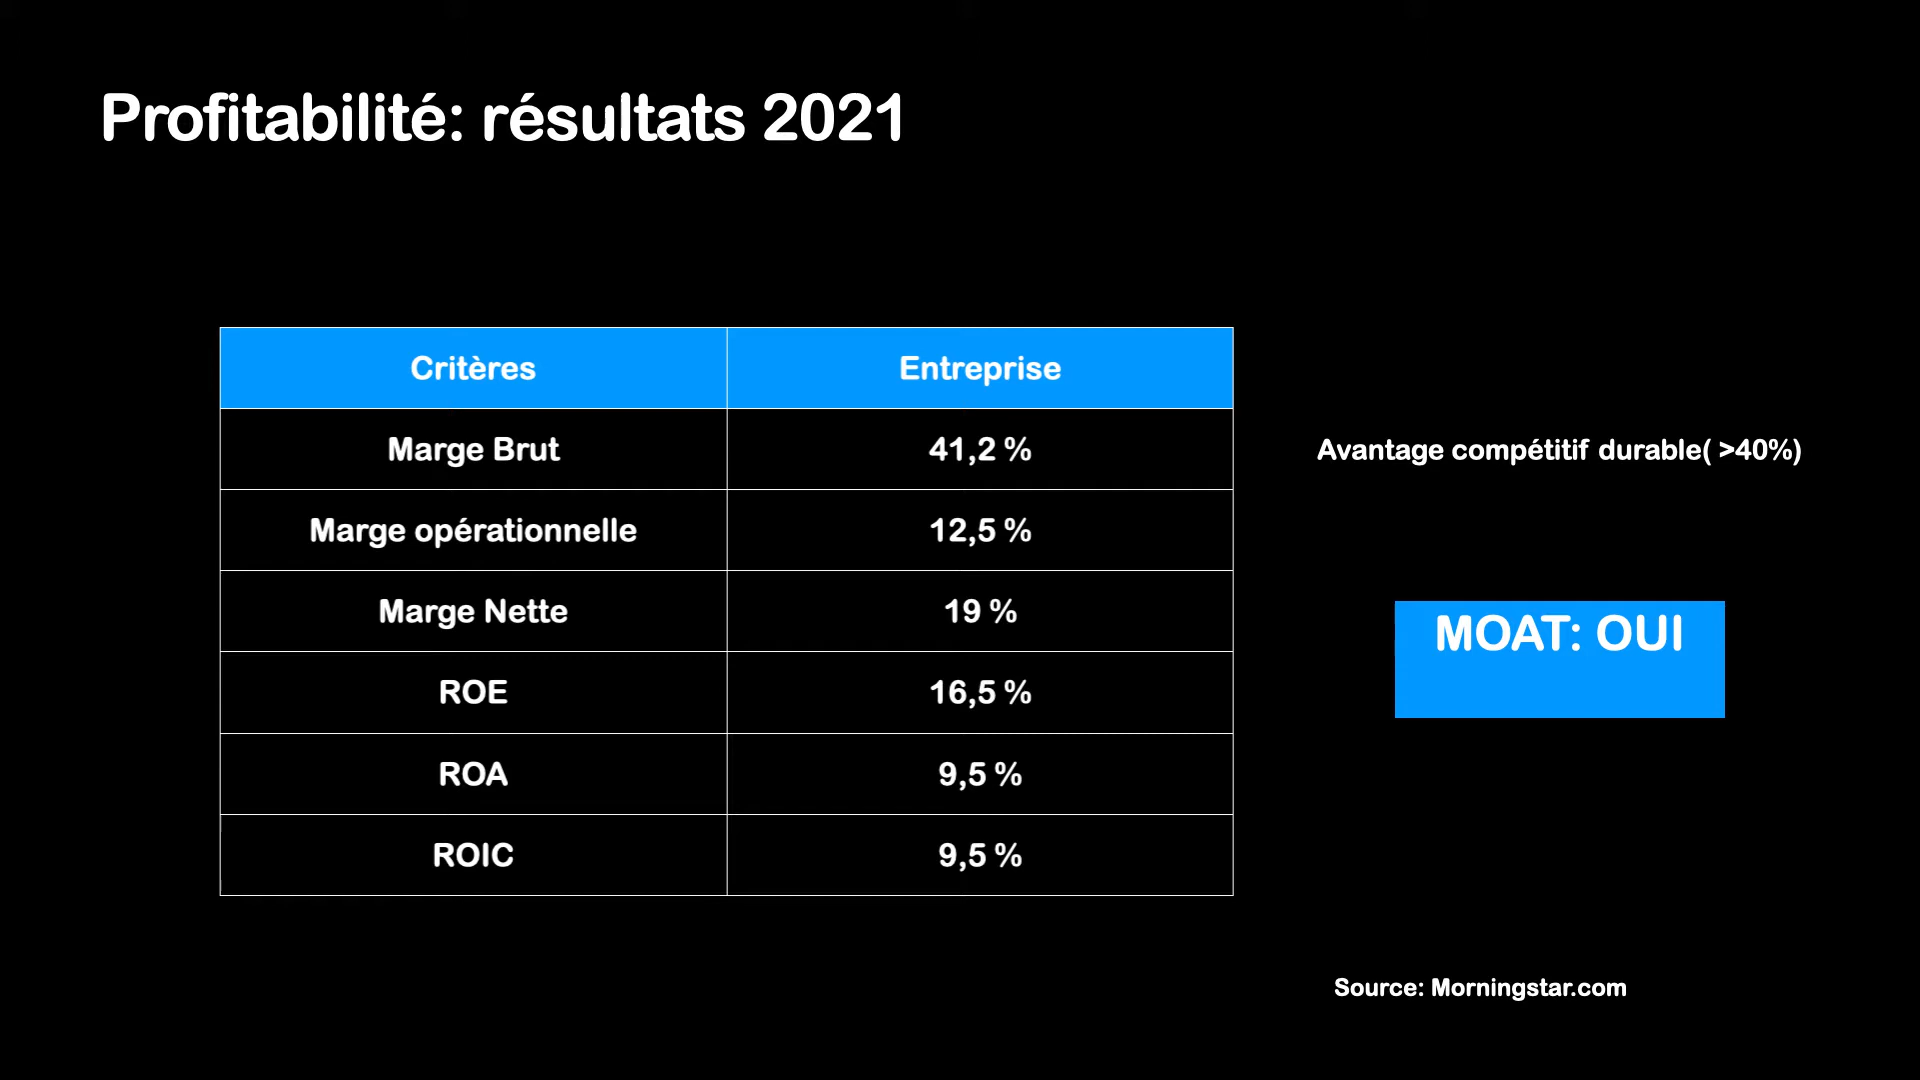 Profitabilité: résultats 2021
Critères Entreprise
Marge Brut 41,2 % Avantage compétitif durable( >40%)
Marge opérationnelle 12,5 %
Marge Nette 19 %
MOAT: OUI
ROE 16,5 %
ROA 9,5 %
ROIC 9,5 %
Source: Morningstar.com